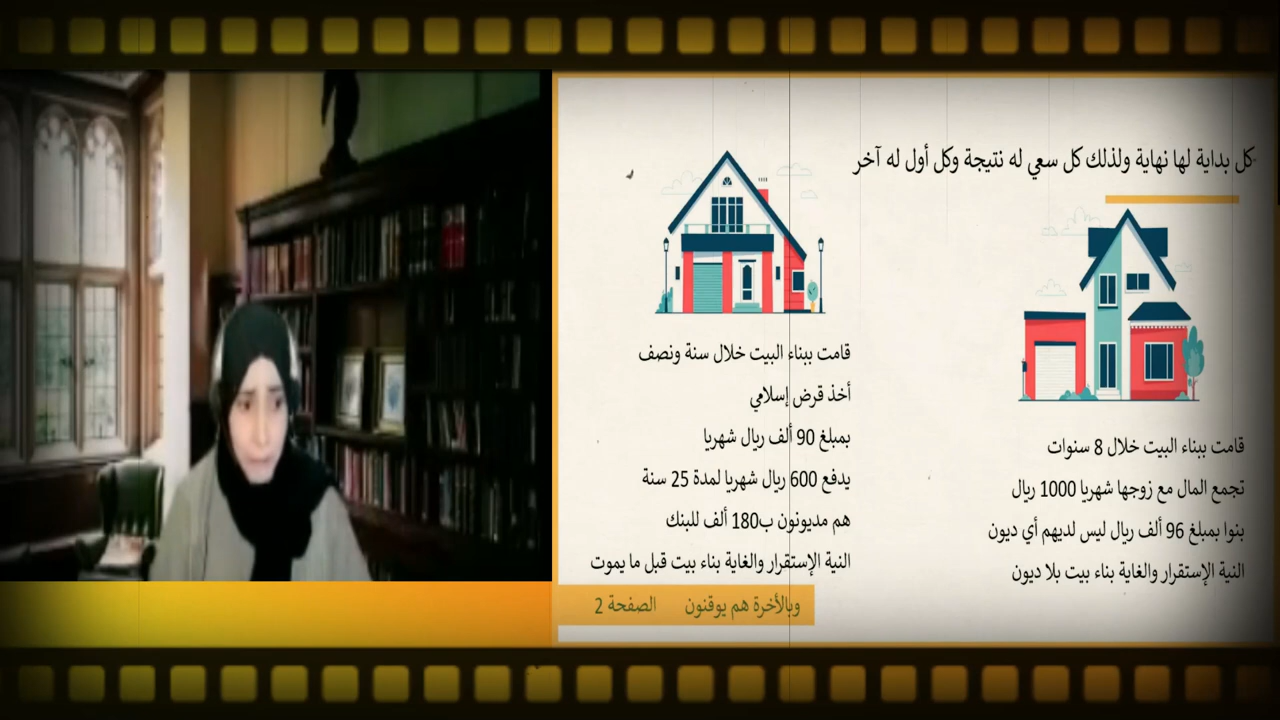 كل بداية لها نهاية ولذلك كل سعي له نتيجة وكل أول له آخر
قامت ببناء البيت خلال 8 سنوات
تجمع المال مع زوجها شهريا 1000 ريال
بنوا بمبلغ 96 ألف ريال ليس لديهم أي ديون
النية الإستقرار والغاية بناء بيت بلا ديون
قامت ببناء البيت خلال سنة ونصف
أخذ قرض إسلامي
بمبلغ 90 ألف ريال شهريا
يدفع 600 ريال شهريا لمدة 25 سنة
هم مديونون ب180 ألف للبنك
النية الإستقرار والغاية بناء بيت قبل ما يموت
وبالأخرة هم يوقنون الصفحة 2